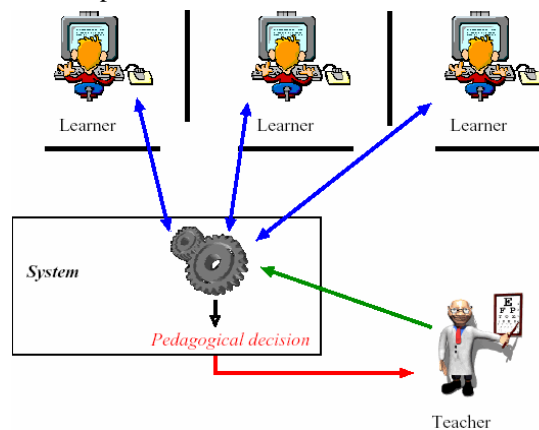 Learner
Learner
Learner
System
Pedagogical decision
E
F P
Teacher